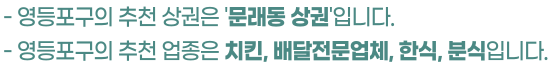 - 영등포구의 추천 상권은 '문래동 상권'입니다.
- 영등포구의 추천 업종은 치킨, 배달전문업체, 한식, 분식입니다.